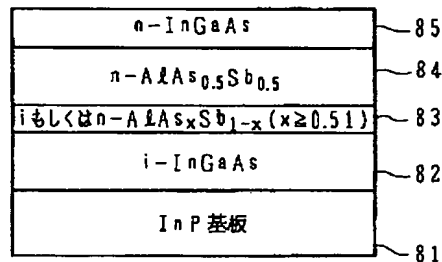 n-InGaAs 85
n-AlAs0.5Sb0.5 84
iもしくはn-AlAsxSb1-x(x≥0.51) 83
i-InGaAs 82
InP基板 81